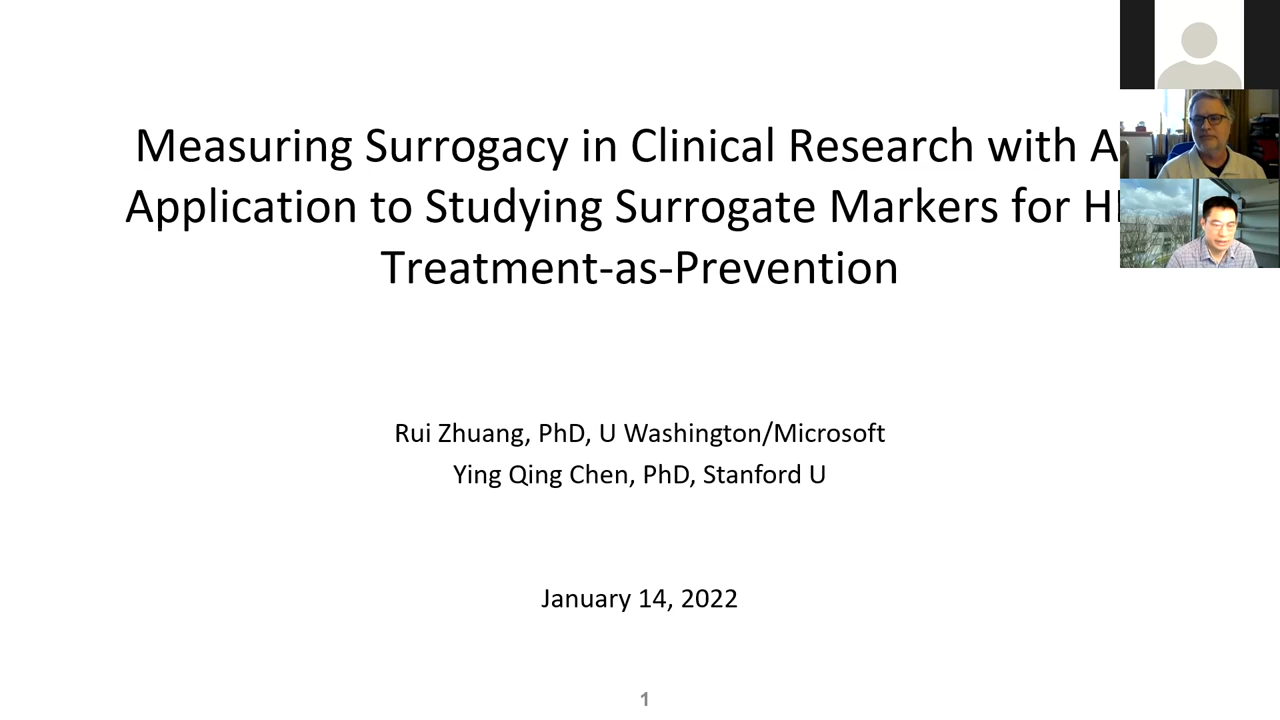 Measuring Surrogacy in Clinical Research with
Application to Studying Surrogate Markers for
Treatment-as-Prevention
Rui Zhuang, PhD, U Washington/Microsoft
Ying Qing Chen, PhD, Stanford U
January 14, 2022
1